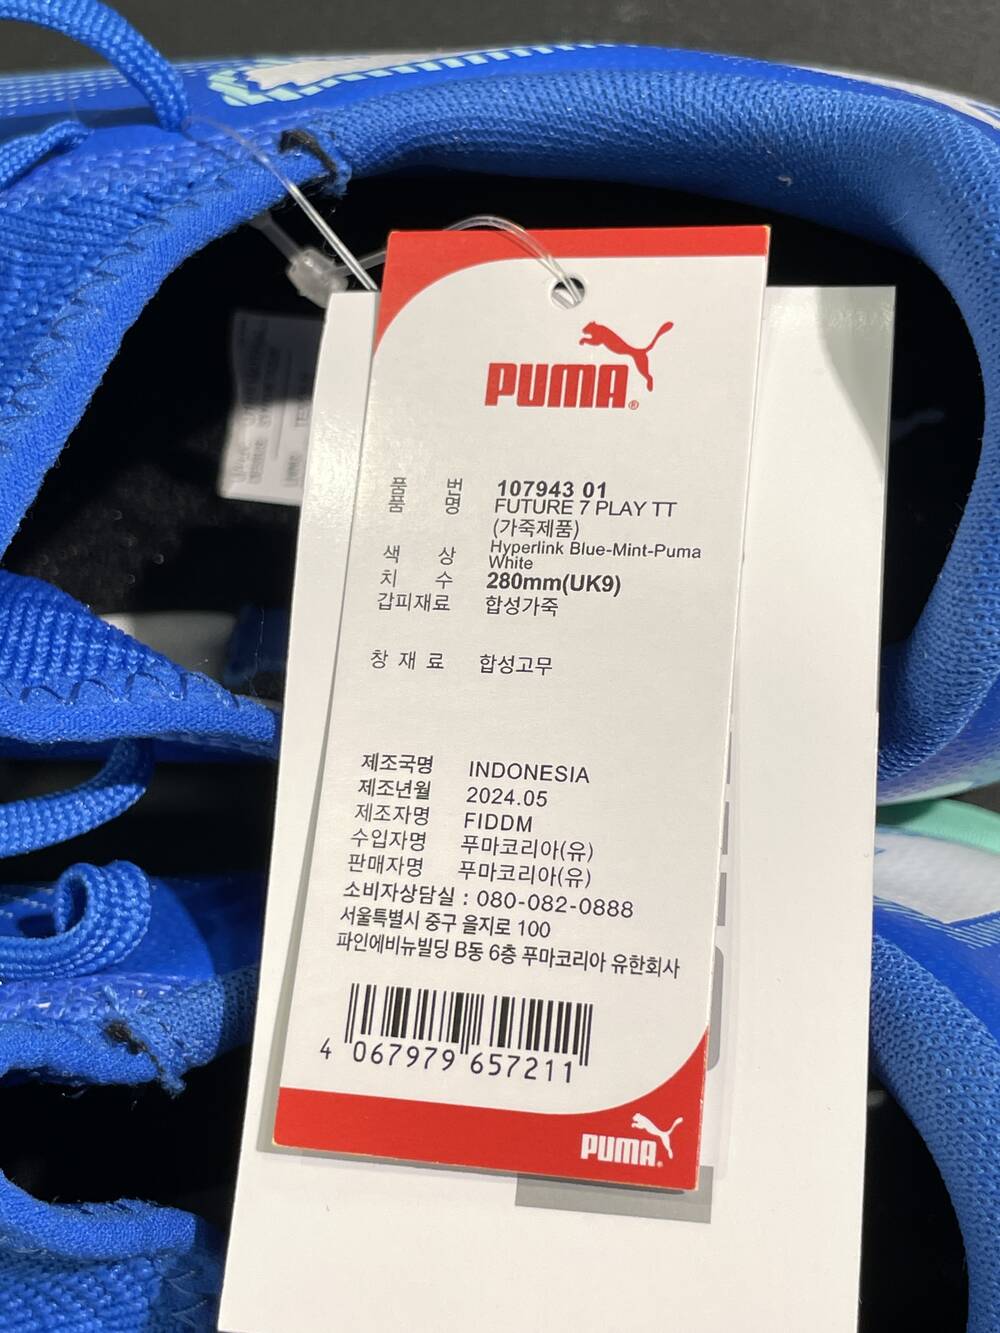 PUMA
품 번 107943 01
품 명 FUTURE 7 PLAY TT
(가죽제품)
색 상 Hyperlink Blue-Mint-Puma
White
치 수 280mm(UK9)
갑피재료 합성가죽
창 재 료 합성고무
제조국명 INDONESIA
제조년월 2024.05
제조자명 FIDDM
수입자명 푸마코리아(유)
판매자명 푸마코리아(유)
소비자상담실 : 080-082-0888
서울특별시 중구 을지로 100
파인에비뉴빌딩 B동 6층 푸마코리아 유한회사
4 067979 657211
PUMA